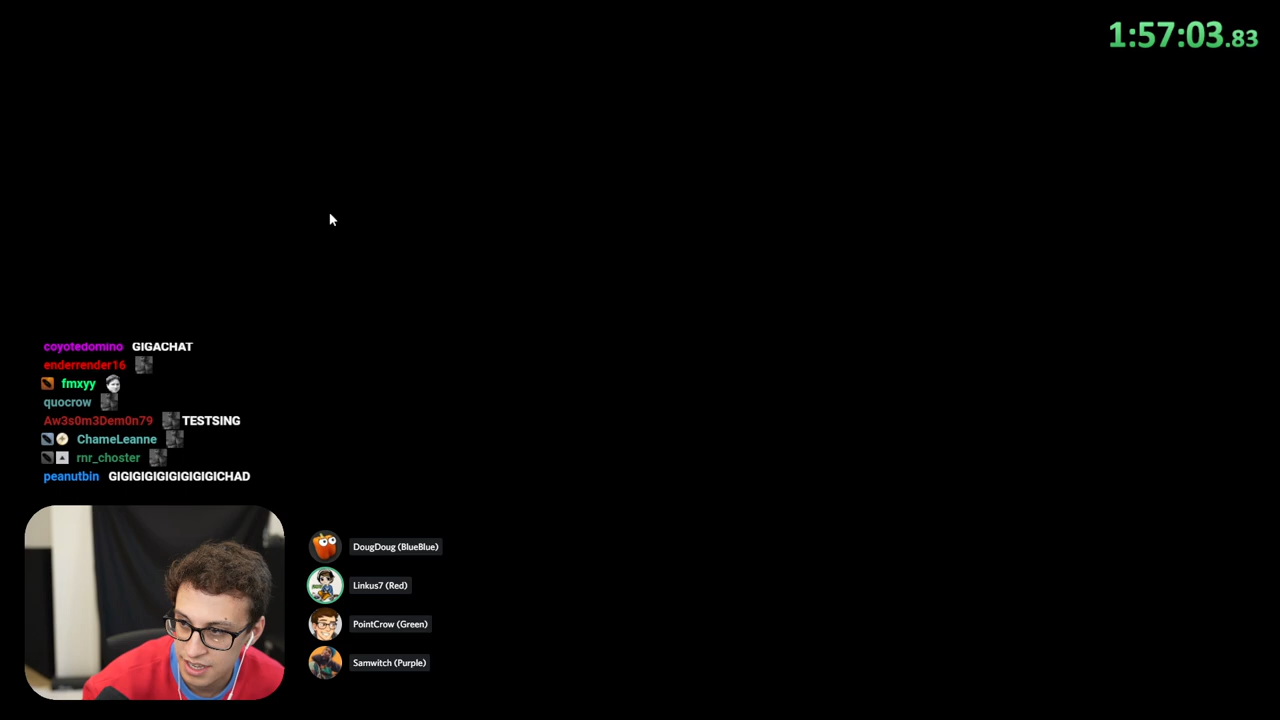 1:57:03.83
coyotedomino GIGACHAT
enderrender16
fmxyy
quocrow
Aw3s0m3Dem0n79 TESTSING
ChameLeanne
rnr_choster
peanutbin GIGIGIGIGIGIGIGICHAD
DougDoug (BlueBlue)
Linkus7 (Red)
PointCrow (Green)
Samwitch (Purple)